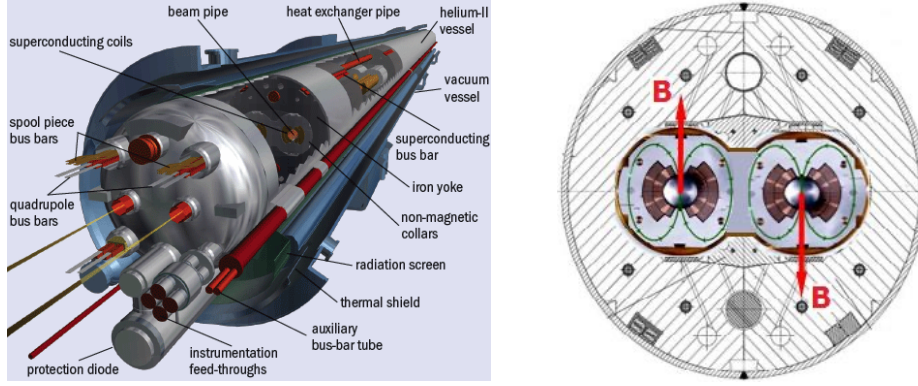 beam pipe
heat exchanger pipe
helium-II
vessel
superconducting coils
vacuum
vessel
spool piece
bus bars
superconducting
bus bar
iron yoke
quadrupole
bus bars
non-magnetic
collars
radiation screen
thermal shield
auxiliary
bus-bar tube
protection diode
instrumentation
feed-throughs
B
B